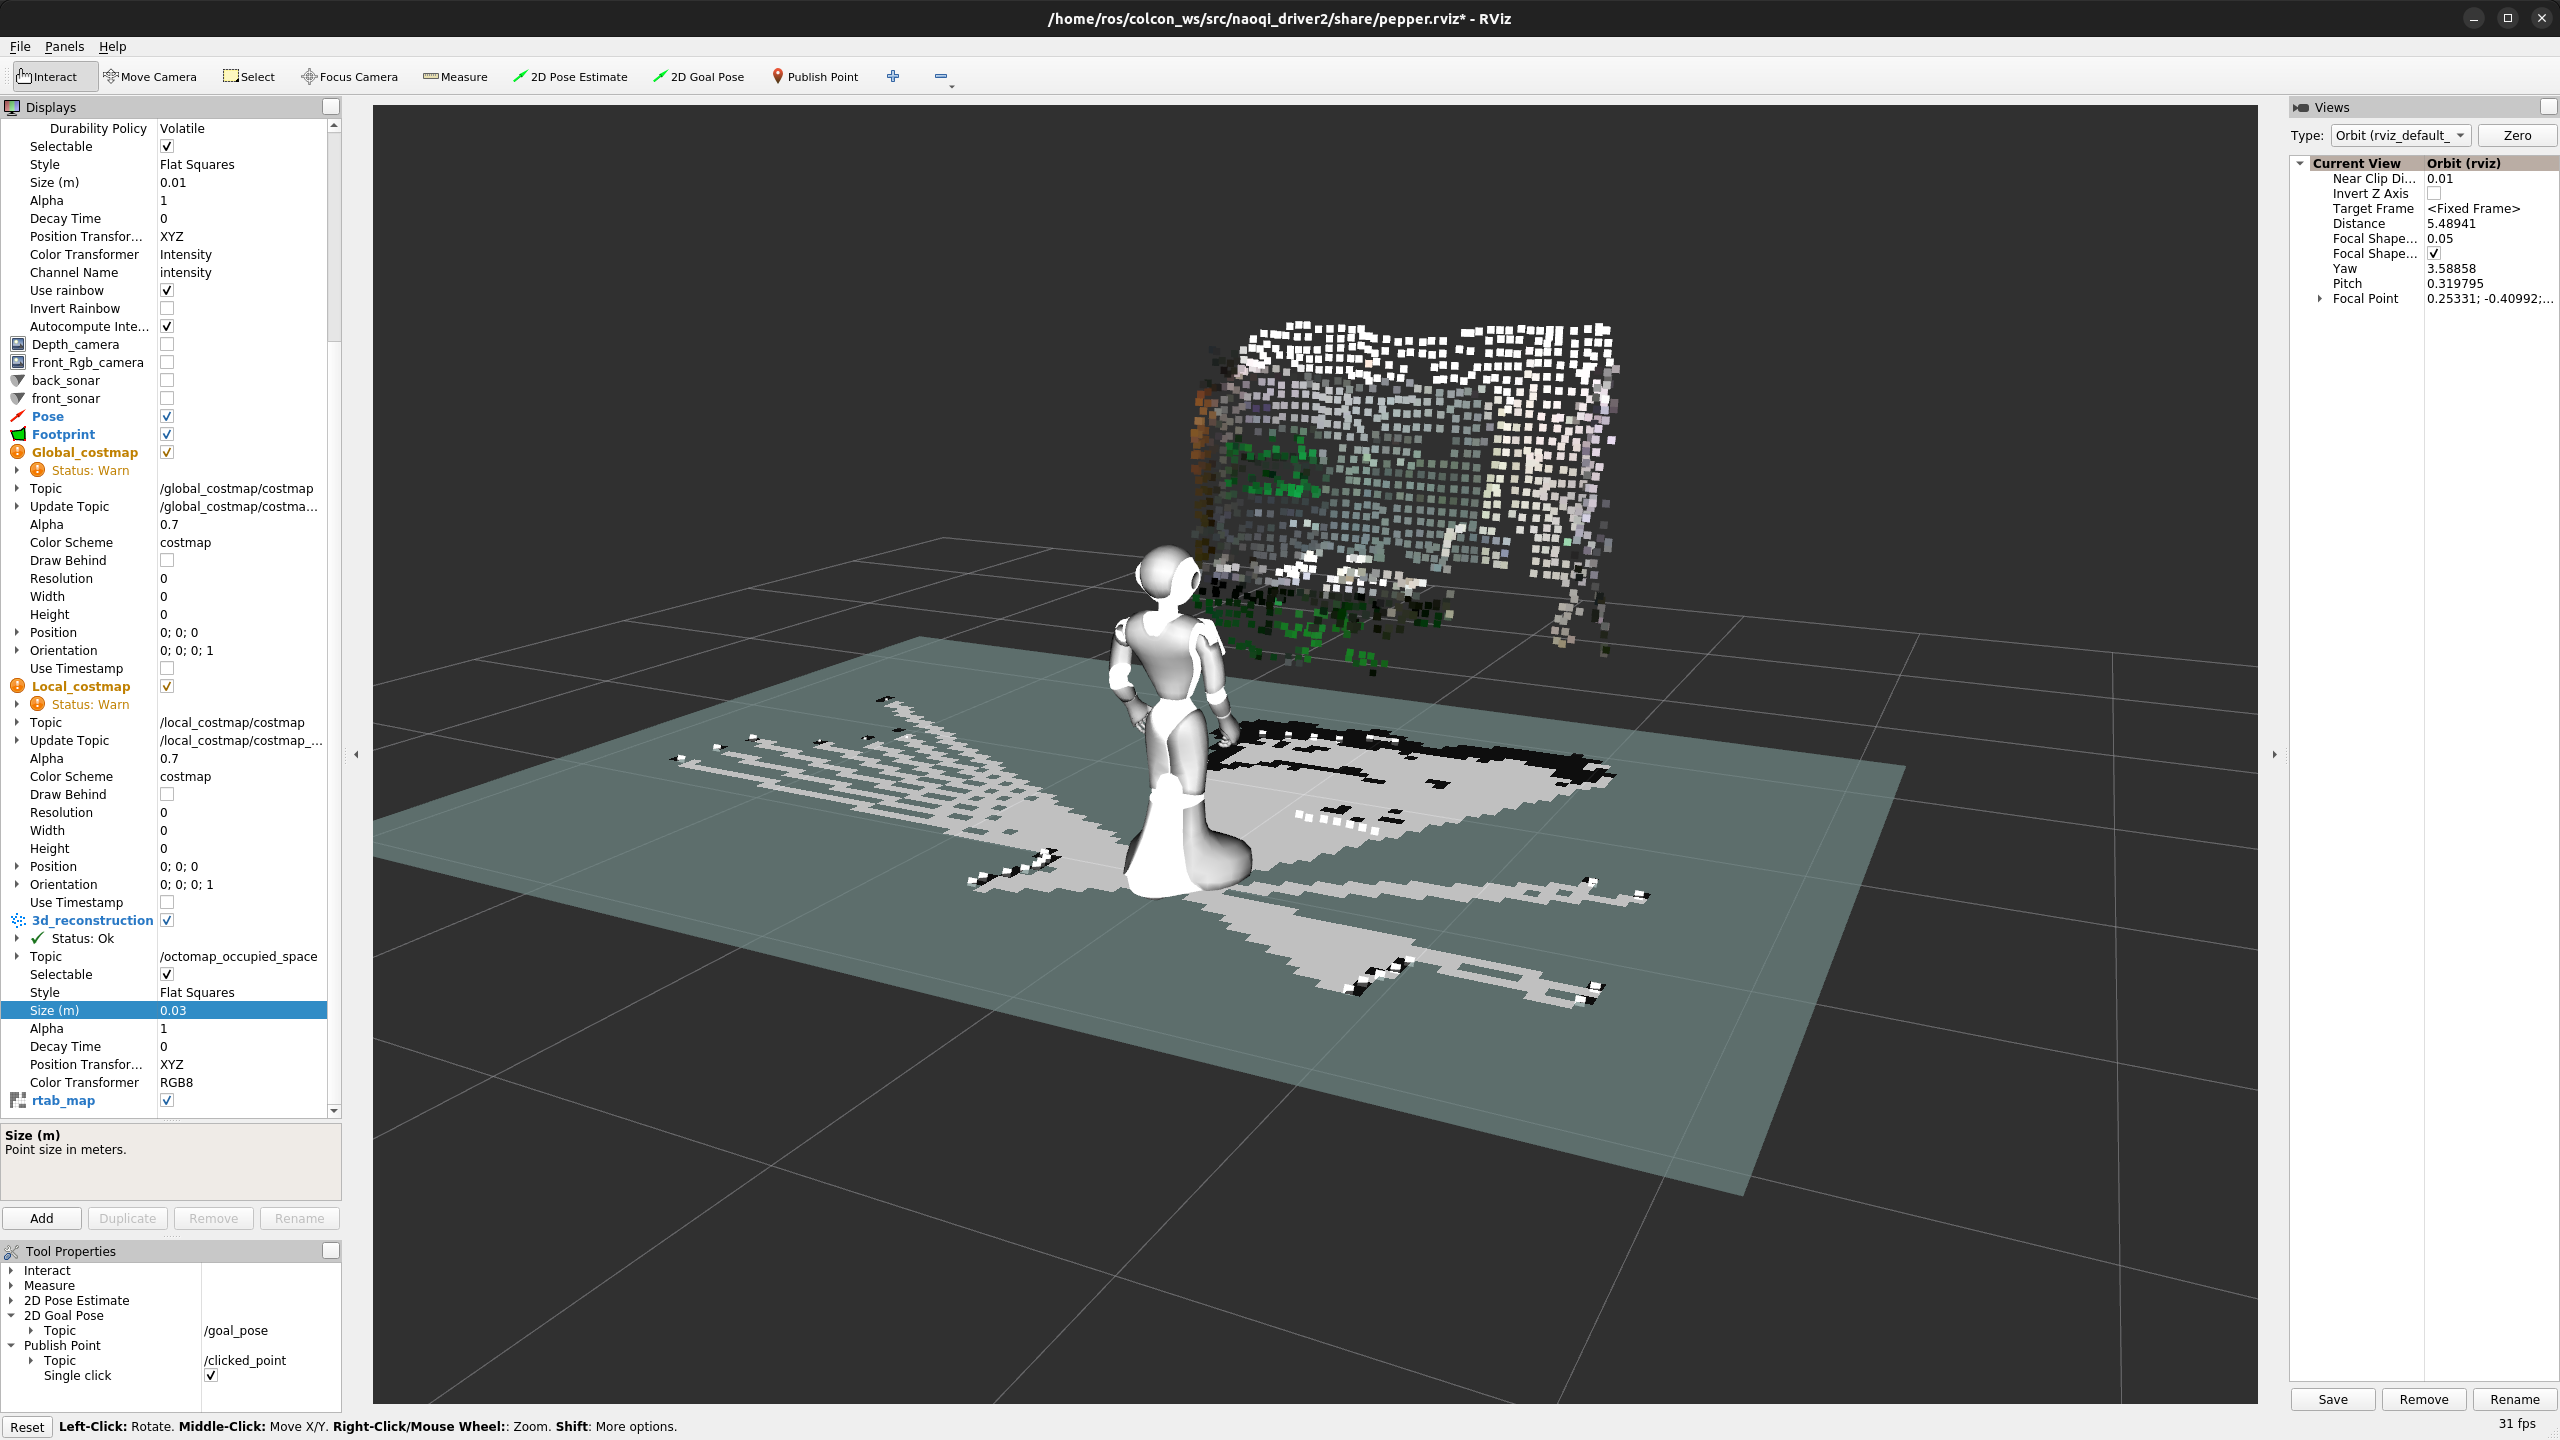 /home/ros/colcon_ws/src/naoqi_driver2/share/pepper.rviz* - RViz
File Panels Help
Interact Move Camera Select Focus Camera Measure 2D Pose Estimate 2D Goal Pose Publish Point
Displays
Durability Policy Volatile
Selectable
Style Flat Squares
Size (m) 0.01
Alpha 1
Decay Time 0
Position Transfor... XYZ
Color Transformer Intensity
Channel Name intensity
Use rainbow
Invert Rainbow
Autocompute Inte...
Depth_camera
Front_Rgb_camera
back_sonar
front_sonar
Pose
Footprint
Global_costmap
Status: Warn
Topic /global_costmap/costmap
Update Topic /global_costmap/costma...
Alpha 0.7
Color Scheme costmap
Draw Behind
Resolution 0
Width 0
Height 0
Position 0; 0; 0
Orientation 0; 0; 0; 1
Use Timestamp
Local_costmap
Status: Warn
Topic /local_costmap/costmap
Update Topic /local_costmap/costmap_...
Alpha 0.7
Color Scheme costmap
Draw Behind
Resolution 0
Width 0
Height 0
Position 0; 0; 0
Orientation 0; 0; 0; 1
Use Timestamp
3d_reconstruction
Status: Ok
Topic /octomap_occupied_space
Selectable
Style Flat Squares
Size (m) 0.03
Alpha 1
Decay Time 0
Position Transfor... XYZ
Color Transformer RGB8
rtab_map
Size (m)
Point size in meters.
Add Duplicate Remove Rename
Tool Properties
Interact
Measure
2D Pose Estimate
2D Goal Pose
Topic /goal_pose
Publish Point
Topic /clicked_point
Single click
Reset Left-Click: Rotate. Middle-Click: Move X/Y. Right-Click/Mouse Wheel:: Zoom. Shift: More options.
Views
Type: Orbit (rviz_default_ Zero
Current View Orbit (rviz)
Near Clip Di... 0.01
Invert Z Axis
Target Frame <Fixed Frame>
Distance 5.48941
Focal Shape... 0.05
Focal Shape...
Yaw 3.58858
Pitch 0.319795
Focal Point 0.25331; -0.40992;...
Save Remove Rename
31 fps